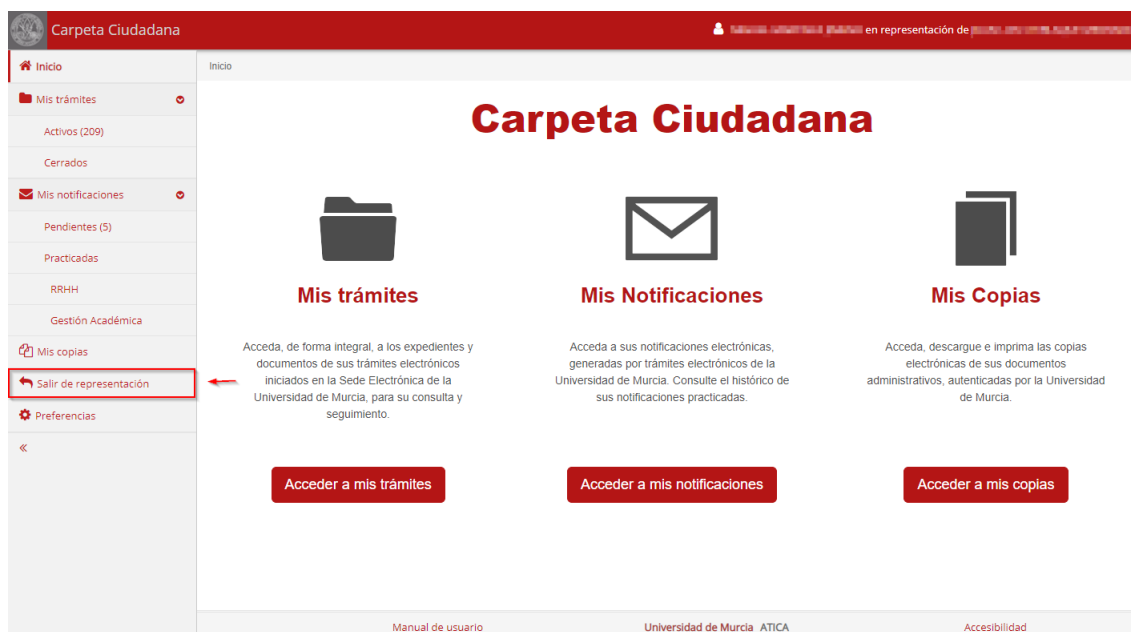 Carpeta Ciudadana
en representación de
Inicio
Mis trámites
Activos (209)
Cerrados
Mis notificaciones
Pendientes (5)
Practicadas
RRHH
Gestión Académica
Mis copias
Salir de representación
Preferencias
«
Inicio
Carpeta Ciudadana
Mis trámites
Acceda, de forma integral, a los expedientes y
documentos de sus trámites electrónicos
iniciados en la Sede Electrónica de la
Universidad de Murcia, para su consulta y
seguimiento.
Acceder a mis trámites
Mis Notificaciones
Acceda a sus notificaciones electrónicas,
generadas por trámites electrónicos de la
Universidad de Murcia. Consulte el histórico de
sus notificaciones practicadas.
Acceder a mis notificaciones
Mis Copias
Acceda, descargue e imprima las copias
electrónicas de sus documentos
administrativos, autenticadas por la Universidad
de Murcia.
Acceder a mis copias
Manual de usuario
Universidad de Murcia ATICA
Accesibilidad